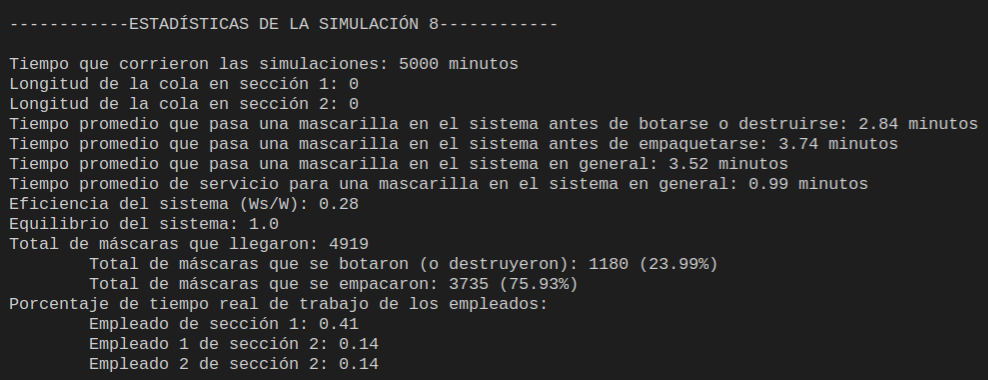 ------------ESTADÍSTICAS DE LA SIMULACIÓN 8------------
Tiempo que corrieron las simulaciones: 5000 minutos
Longitud de la cola en sección 1: 0
Longitud de la cola en sección 2: 0
Tiempo promedio que pasa una mascarilla en el sistema antes de botarse o destruirse: 2.84 minutos
Tiempo promedio que pasa una mascarilla en el sistema antes de empaquetarse: 3.74 minutos
Tiempo promedio que pasa una mascarilla en el sistema en general: 3.52 minutos
Tiempo promedio de servicio para una mascarilla en el sistema en general: 0.99 minutos
Eficiencia del sistema (Ws/W): 0.28
Equilibrio del sistema: 1.0
Total de máscaras que llegaron: 4919
        Total de máscaras que se botaron (o destruyeron): 1180 (23.99%)
        Total de máscaras que se empacaron: 3735 (75.93%)
Porcentaje de tiempo real de trabajo de los empleados:
        Empleado de sección 1: 0.41
        Empleado 1 de sección 2: 0.14
        Empleado 2 de sección 2: 0.14